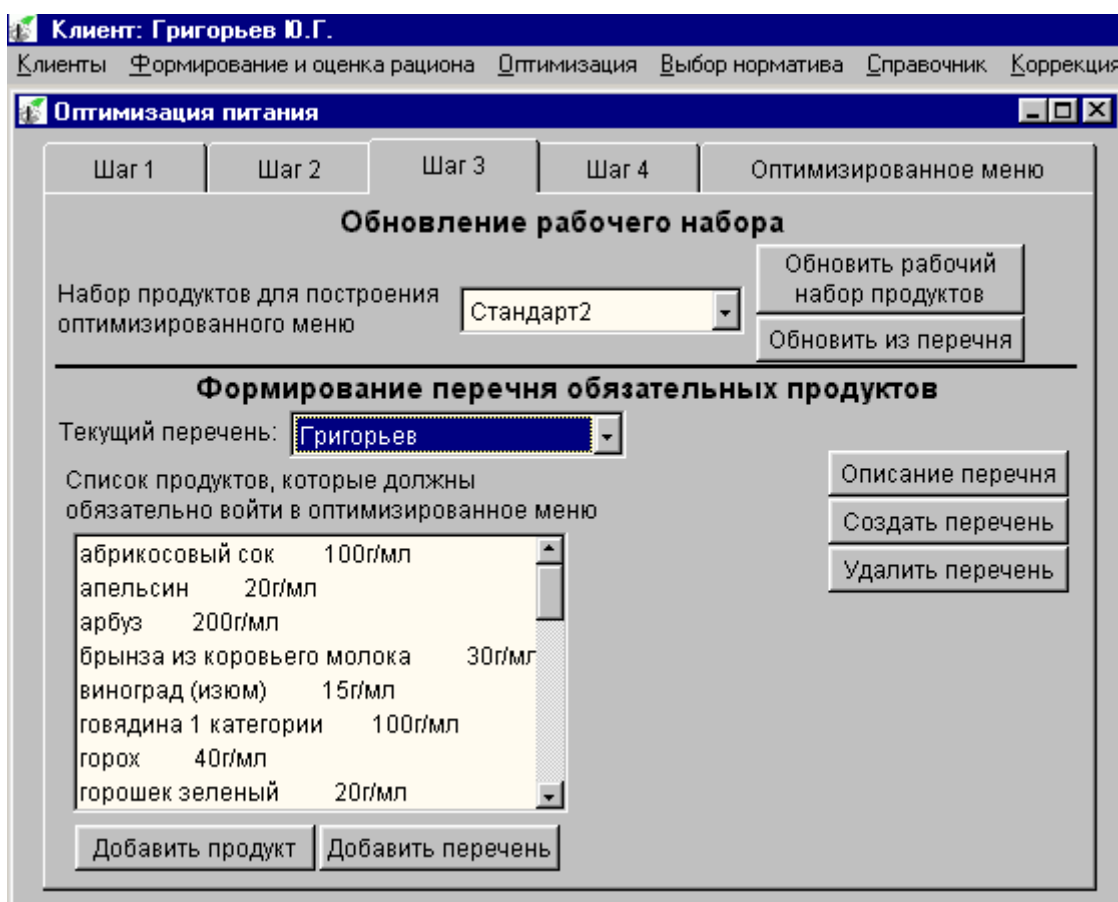 Клиент: Григорьев Ю.Г.
Клиенты Формирование и оценка рациона Оптимизация Выбор норматива Справочник Коррекция
Оптимизация питания
Шаг 1 Шаг 2 Шаг 3 Шаг 4 Оптимизированное меню
Обновление рабочего набора
Набор продуктов для построения
оптимизированного меню
Стандарт2
Обновить рабочий
набор продуктов
Обновить из перечня
Формирование перечня обязательных продуктов
Текущий перечень: Григорьев
Список продуктов, которые должны
обязательно войти в оптимизированное меню
Описание перечня
Создать перечень
Удалить перечень
абрикосовый сок 100г/мл
апельсин 20г/мл
арбуз 200г/мл
брынза из коровьего молока 30г/мл
виноград (изюм) 15г/мл
говядина 1 категории 100г/мл
горох 40г/мл
горошек зеленый 20г/мл
Добавить продукт Добавить перечень